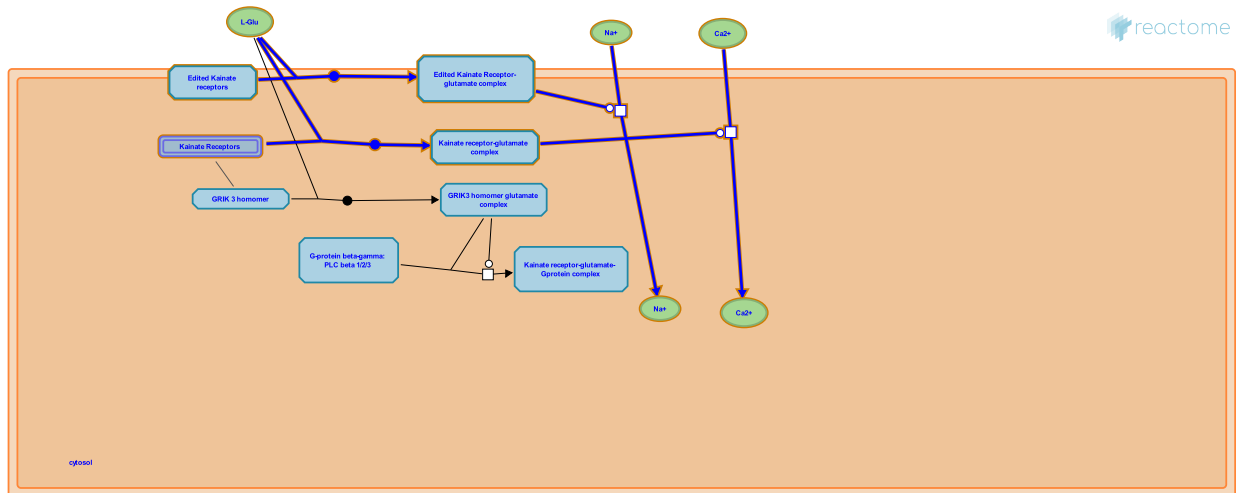 L-Glu
Na+
Ca2+
reactome
Edited Kainate
receptors
Edited Kainate Receptor-
glutamate complex
Kainate Receptors
Kainate receptor-glutamate
complex
GRIK 3 homomer
GRIK3 homomer glutamate
complex
G-protein beta-gamma:
PLC beta 1/2/3
Kainate receptor-glutamate-
Gprotein complex
Na+
Ca2+
cytosol